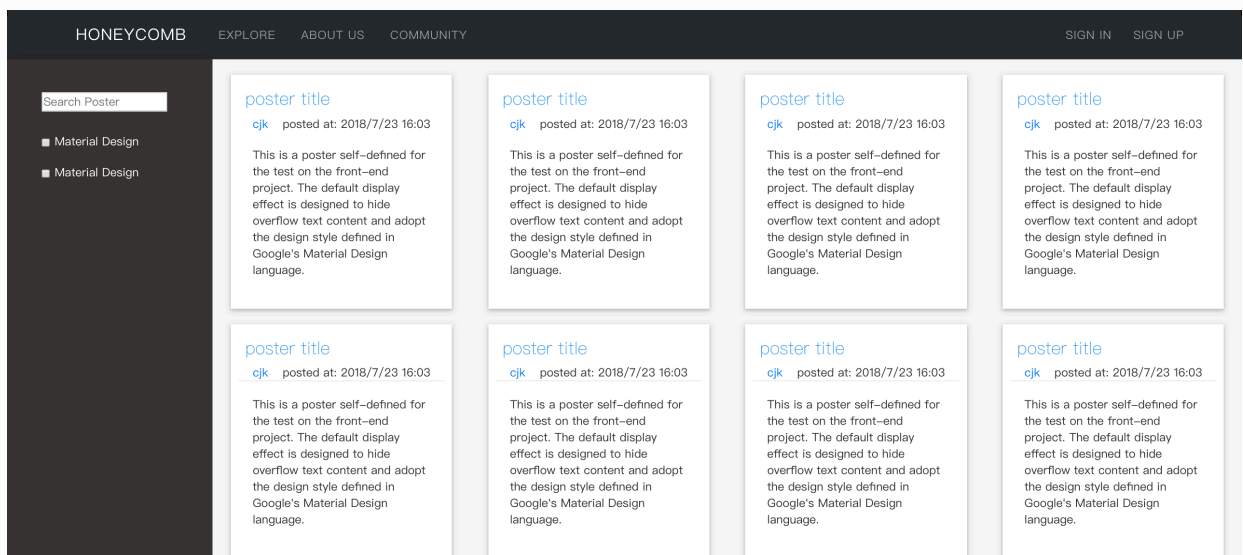 HONEYCOMB EXPLORE ABOUT US COMMUNITY SIGN IN SIGN UP
Search Poster
Material Design
Material Design
poster title
cjk posted at: 2018/7/23 16:03
This is a poster self-defined for
the test on the front-end
project. The default display
effect is designed to hide
overflow text content and adopt
the design style defined in
Google's Material Design
language.
poster title
cjk posted at: 2018/7/23 16:03
This is a poster self-defined for
the test on the front-end
project. The default display
effect is designed to hide
overflow text content and adopt
the design style defined in
Google's Material Design
language.
poster title
cjk posted at: 2018/7/23 16:03
This is a poster self-defined for
the test on the front-end
project. The default display
effect is designed to hide
overflow text content and adopt
the design style defined in
Google's Material Design
language.
poster title
cjk posted at: 2018/7/23 16:03
This is a poster self-defined for
the test on the front-end
project. The default display
effect is designed to hide
overflow text content and adopt
the design style defined in
Google's Material Design
language.
poster title
cjk posted at: 2018/7/23 16:03
This is a poster self-defined for
the test on the front-end
project. The default display
effect is designed to hide
overflow text content and adopt
the design style defined in
Google's Material Design
language.
poster title
cjk posted at: 2018/7/23 16:03
This is a poster self-defined for
the test on the front-end
project. The default display
effect is designed to hide
overflow text content and adopt
the design style defined in
Google's Material Design
language.
poster title
cjk posted at: 2018/7/23 16:03
This is a poster self-defined for
the test on the front-end
project. The default display
effect is designed to hide
overflow text content and adopt
the design style defined in
Google's Material Design
language.
poster title
cjk posted at: 2018/7/23 16:03
This is a poster self-defined for
the test on the front-end
project. The default display
effect is designed to hide
overflow text content and adopt
the design style defined in
Google's Material Design
language.